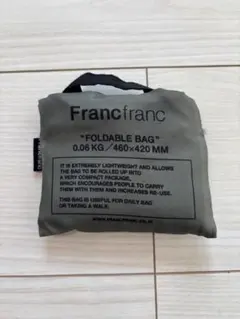 Francfranc
"FOLDABLE BAG"
0.06 KG/460×420 MM
IT IS EXTREMELY LIGHTWEIGHT AND ALLOWS
THE BAG TO BE ROLLED UP INTO
A VERY COMPACT PACKAGE,
WHICH ENCOURAGES PEOPLE TO CARRY
THEM WITH THEM AND INCREASES RE-USE.
THIS BAG IS USEFUL FOR DAILY BAG
OR TAKING A WALK.